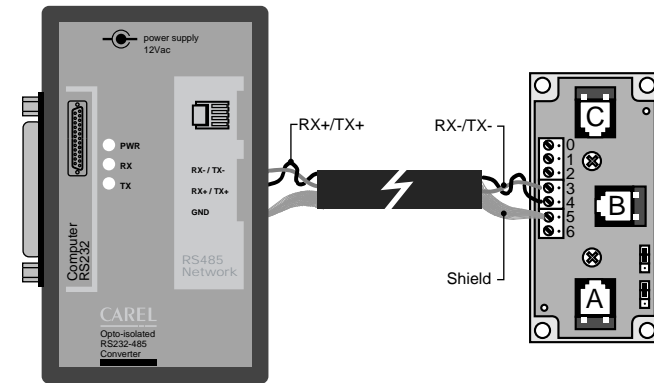 power supply
12Vac
Computer
RS232
PWR
RX
TX
RX- / TX-
RX+ / TX+
GND
RS485
Network
CAREL
Opto-isolated
RS232-485
Converter
RX+/TX+
RX-/TX-
Shield
C
0
1
2
3
4
5
6
B
A